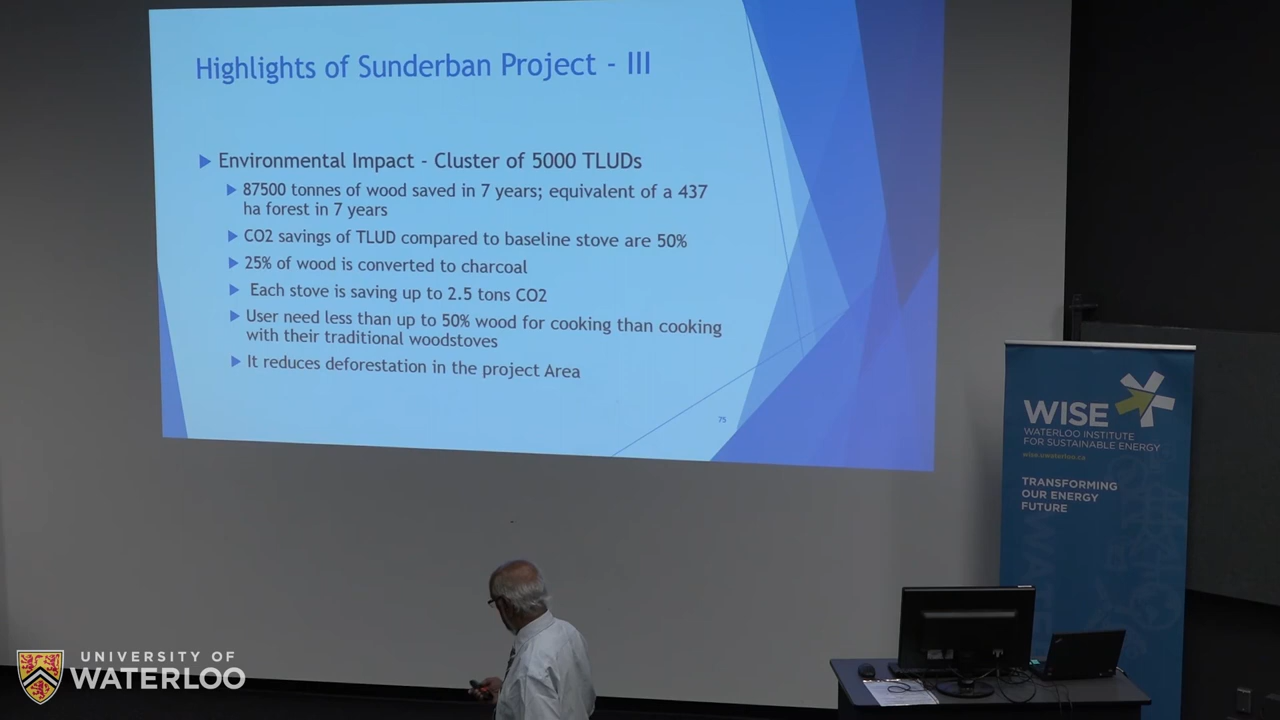 Highlights of Sunderban Project - III
Environmental Impact - Cluster of 5000 TLUDs
87500 tonnes of wood saved in 7 years; equivalent of a 437
ha forest in 7 years
CO2 savings of TLUD compared to baseline stove are 50%
25% of wood is converted to charcoal
Each stove is saving up to 2.5 tons CO2
User need less than up to 50% wood for cooking than cooking
with their traditional woodstoves
It reduces deforestation in the project Area
75
WISE
WATERLOO INSTITUTE
FOR SUSTAINABLE ENERGY
wise.uwaterloo.ca
TRANSFORMING
OUR ENERGY
FUTURE
UNIVERSITY OF
WATERLOO